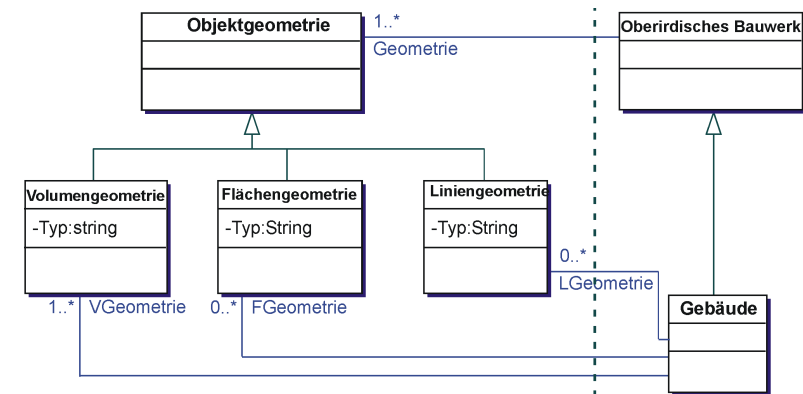 Objektgeometrie
1..*
Geometrie
Oberirdisches Bauwerk
Volumengeometrie
-Typ:string
Flächengeometrie
-Typ:String
Liniengeometrie
-Typ:String
0..*
LGeometrie
1..* VGeometrie
0..* FGeometrie
Gebäude